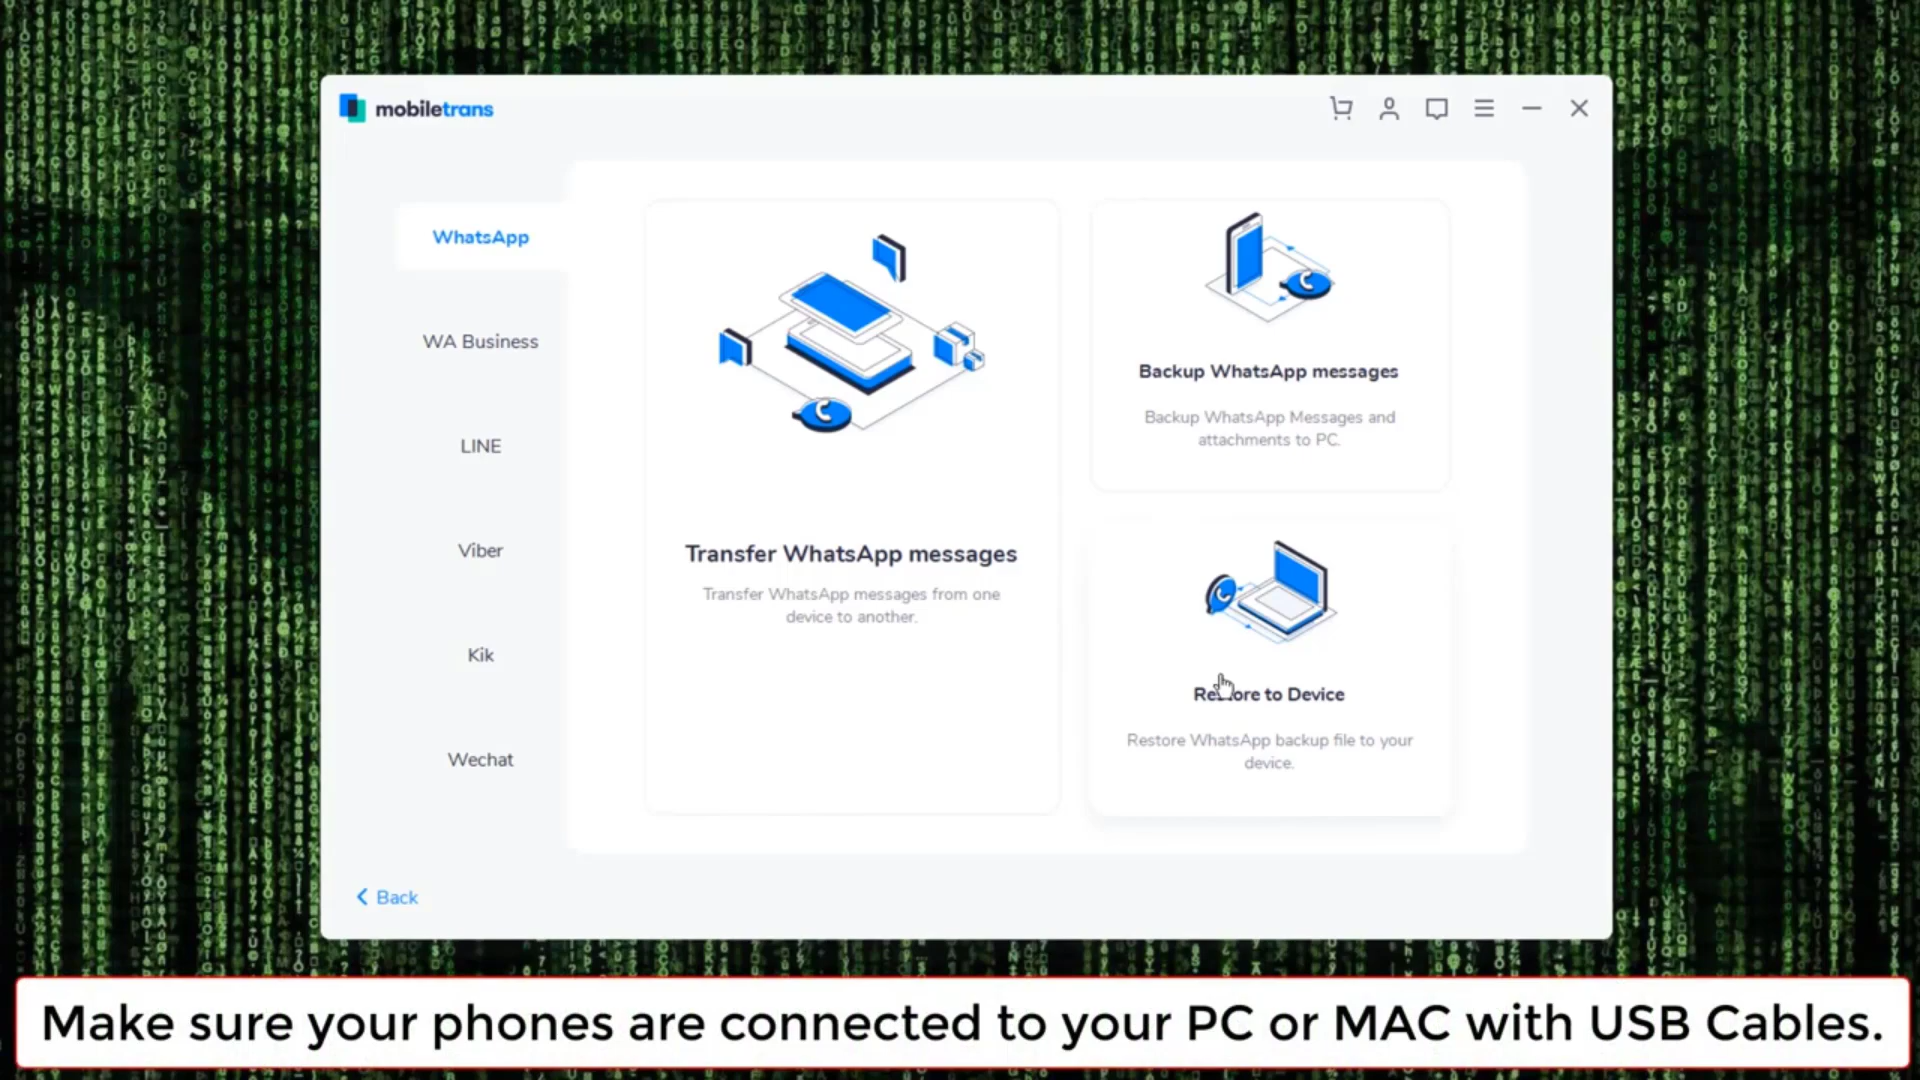 mobiletrans
WhatsApp
WA Business
LINE
Viber
Kik
Wechat
Transfer WhatsApp messages
Transfer WhatsApp messages from one
device to another.
Backup WhatsApp messages
Backup WhatsApp Messages and
attachments to PC.
Restore to Device
Restore WhatsApp backup file to your
device.
Back
Make sure your phones are connected to your PC or MAC with USB Cables.